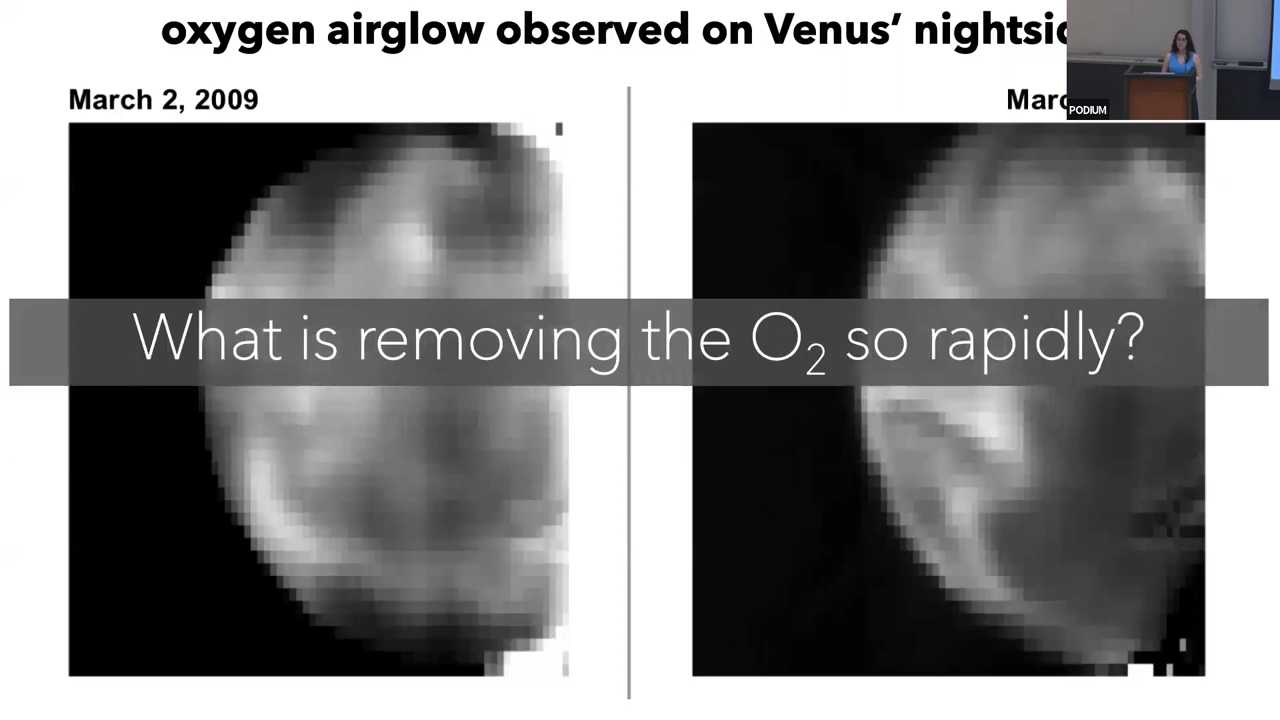 oxygen airglow observed on Venus’ nightsi
March 2, 2009
Marc
PODIUM
What is removing the O₂ so rapidly?